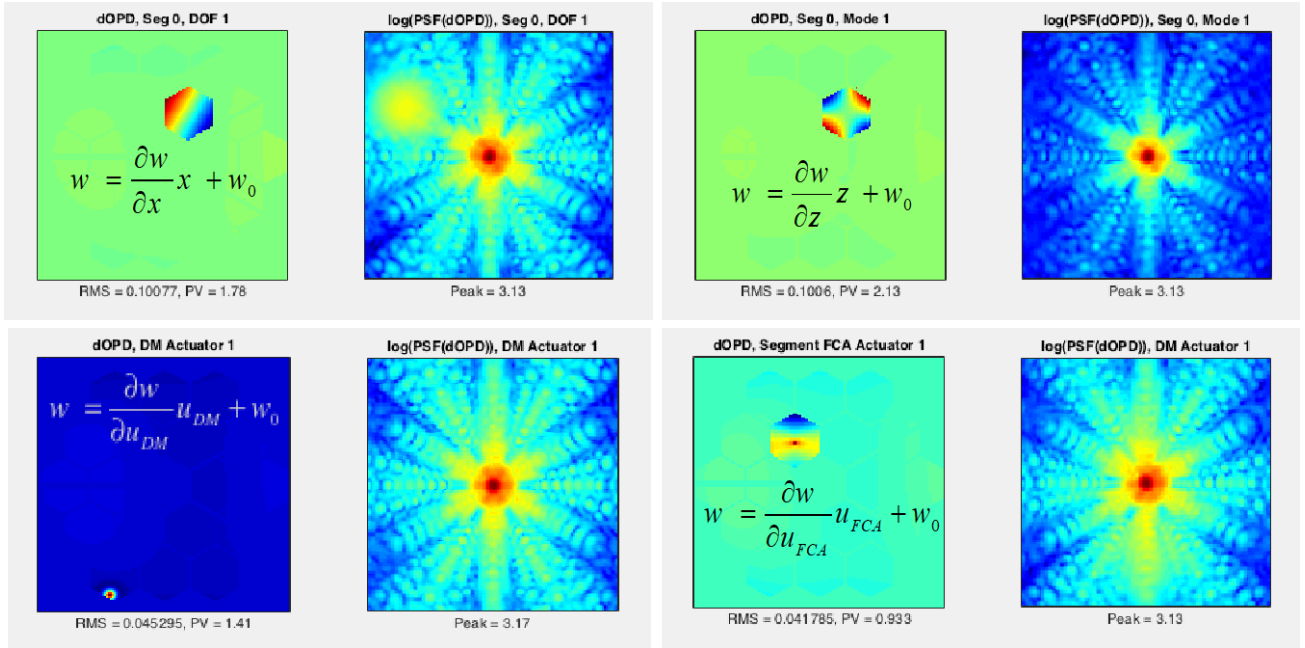 dOPD, Seg 0, DOF 1
log(PSF(dOPD)), Seg 0, DOF 1
w = ∂w/∂x x + w₀
RMS = 0.10077, PV = 1.78
Peak = 3.13
dOPD, Seg 0, Mode 1
log(PSF(dOPD)), Seg 0, Mode 1
w = ∂w/∂z z + w₀
RMS = 0.1006, PV = 2.13
Peak = 3.13
dOPD, DM Actuator 1
log(PSF(dOPD)), DM Actuator 1
w = ∂w/∂u_DM u_DM + w₀
RMS = 0.045295, PV = 1.41
Peak = 3.17
dOPD, Segment FCA Actuator 1
log(PSF(dOPD)), DM Actuator 1
w = ∂w/∂u_FCA u_FCA + w₀
RMS = 0.041785, PV = 0.933
Peak = 3.13